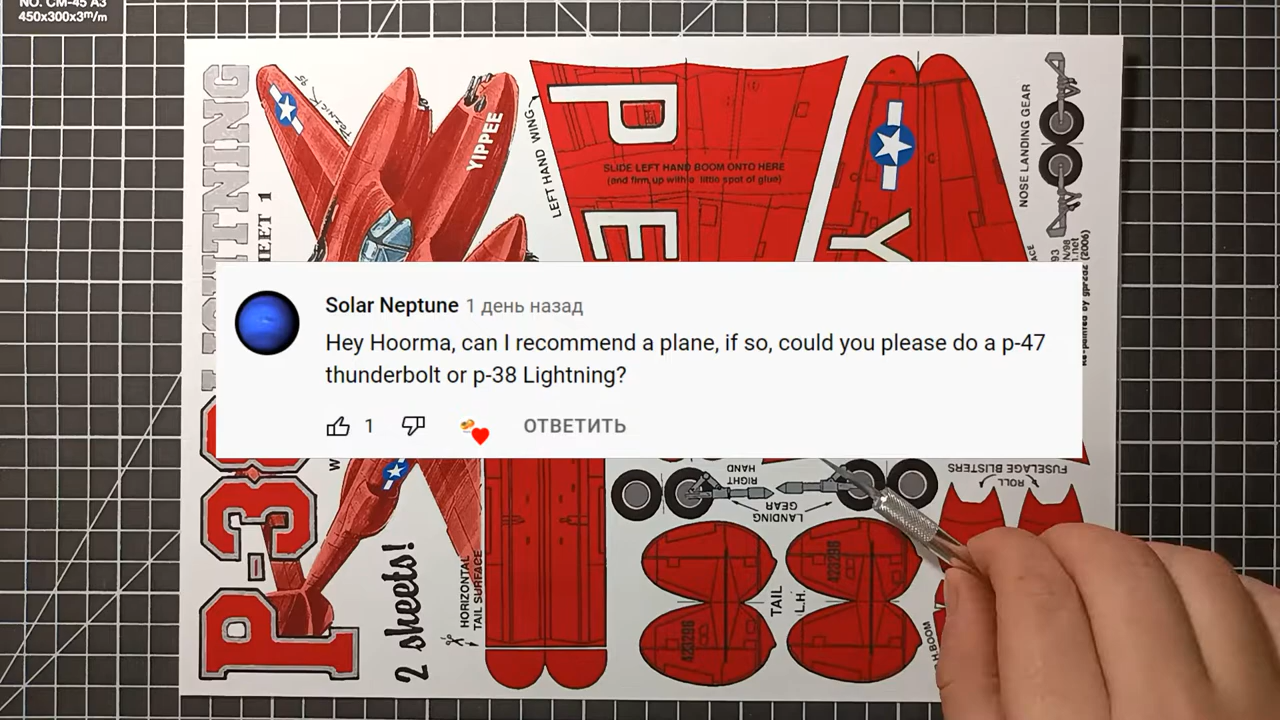 NO. CM-45 A3
450x300x3m/m
LIGHTNING
SHEET 1
P-38
2 sheets!
YIPPEE
LEFT HAND WING
P
E
SLIDE LEFT HAND BOOM ONTO HERE
(and firm up with a little spot of glue)
Y
NOSE LANDING GEAR
(2006)
Solar Neptune 1 день назад
Hey Hoorma, can I recommend a plane, if so, could you please do a p-47
thunderbolt or p-38 Lightning?
1
ОТВЕТИТЬ
HORIZONTAL
TAIL SURFACE
RIGHT
HAND
LANDING
GEAR
ROLL
FUSELAGE BLISTERS
TAIL
L.H.
423296
423296
H.BOOM